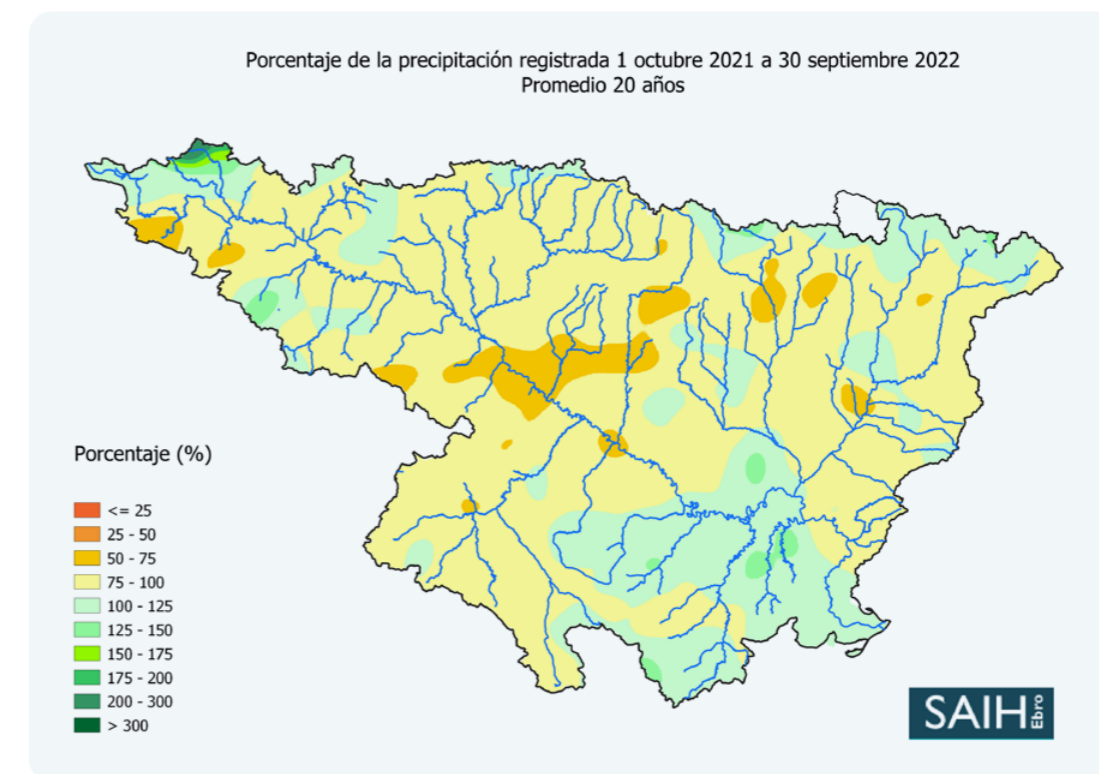 Porcentaje de la precipitación registrada 1 octubre 2021 a 30 septiembre 2022
Promedio 20 años
Porcentaje (%)
<= 25
25 - 50
50 - 75
75 - 100
100 - 125
125 - 150
150 - 175
175 - 200
200 - 300
> 300
SAIH Ebro